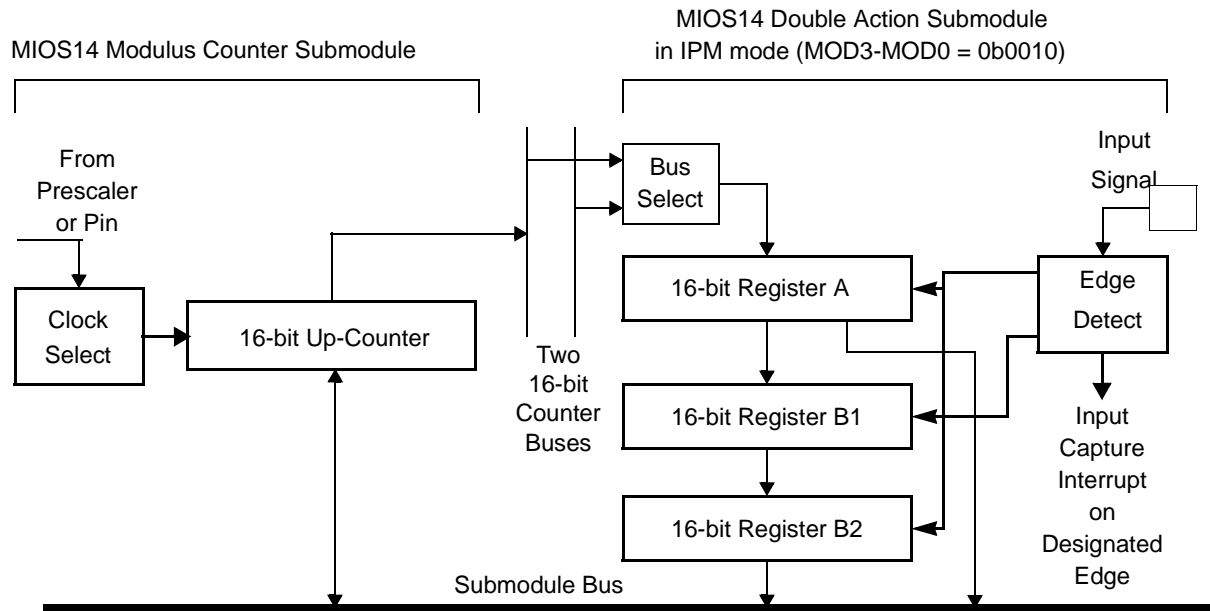 MIOS14 Modulus Counter Submodule
MIOS14 Double Action Submodule
in IPM mode (MOD3-MOD0 = 0b0010)
From
Prescaler
or Pin
Clock
Select
16-bit Up-Counter
Two
16-bit
Counter
Buses
Bus
Select
16-bit Register A
16-bit Register B1
16-bit Register B2
Input
Signal
Edge
Detect
Input
Capture
Interrupt
on
Designated
Edge
Submodule Bus